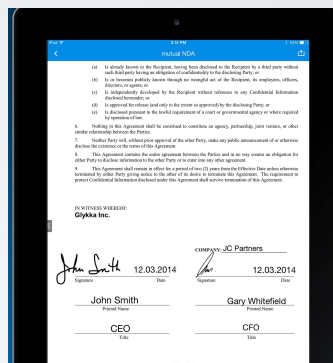 iPad
3:15 PM
mutual NDA
(a) Is already known to the Recipient, having been disclosed to the Recipient by a third party without
such third party having an obligation of confidentiality to the disclosing Party; or
(b) Is or becomes publicly known through no wrongful act of the Recipient, its employees, officers,
directors, or agents; or
(c) Is independently developed by the Recipient without reference to any Confidential Information
disclosed hereunder; or
(d) Is approved for release (and only to the extent so approved) by the disclosing Party; or
(e) Is disclosed pursuant to the lawful requirement of a court or governmental agency or where required
by operation of law.
6. Nothing in this Agreement shall be construed to constitute an agency, partnership, joint venture, or other
similar relationship between the Parties.
7. Neither Party will, without prior approval of the other Party, make any public announcement of or otherwise
disclose the existence or the terms of this Agreement.
8. This Agreement contains the entire agreement between the Parties and in no way creates an obligation for
either Party to disclose information to the other Party or to enter into any other agreement.
9. This Agreement shall remain in effect for a period of two (2) years from the Effective Date unless otherwise
terminated by either Party giving notice to the other of its desire to terminate this Agreement. The requirement to
protect Confidential Information disclosed under this Agreement shall survive termination of this Agreement.
IN WITNESS WHEREOF:
Glykka Inc.
COMPANY: JC Partners
John Smith 12.03.2014 12.03.2014
Signature Date Signature Date
John Smith Gary Whitefield
Printed Name Printed Name
CEO CFO
Title Title